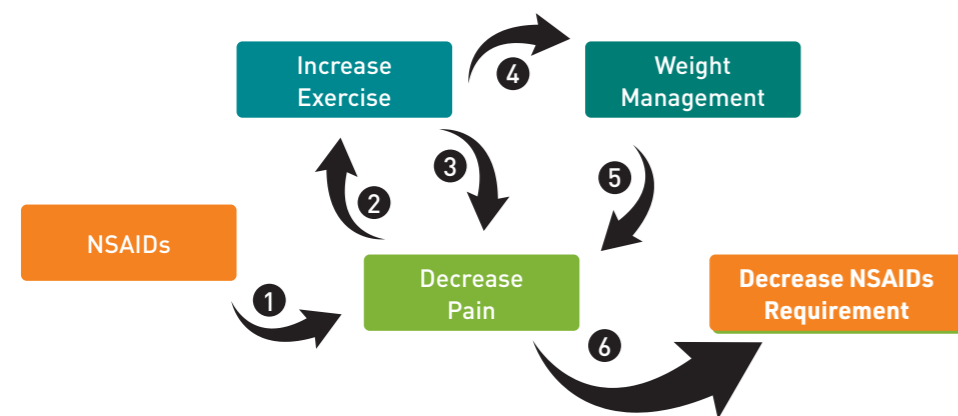 Increase
Exercise
4
Weight
Management
3
5
2
NSAIDs
Decrease
Pain
Decrease NSAIDs
Requirement
1
6